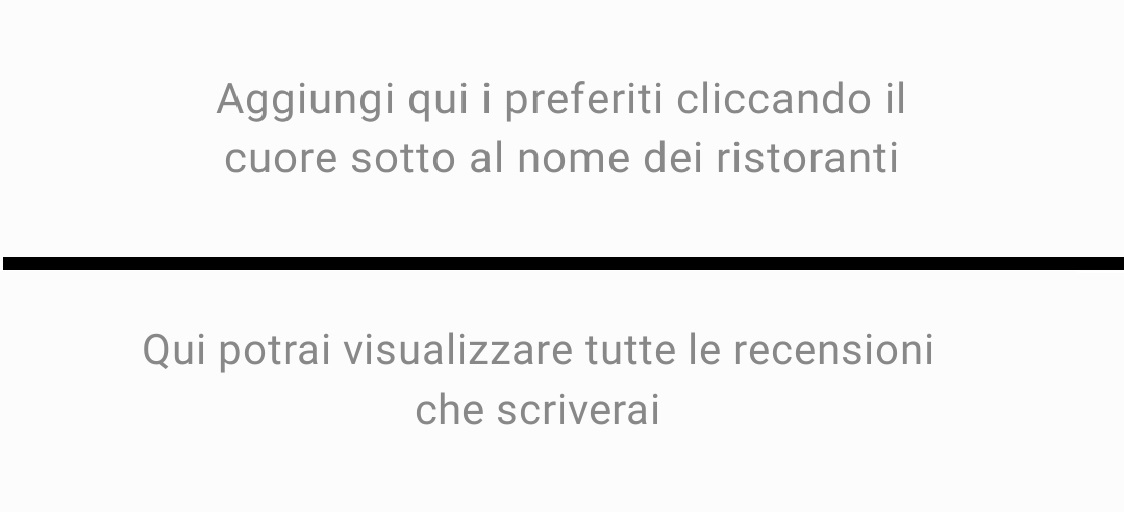 Aggiungi qui i preferiti cliccando il
cuore sotto al nome dei ristoranti
Qui potrai visualizzare tutte le recensioni
che scriverai